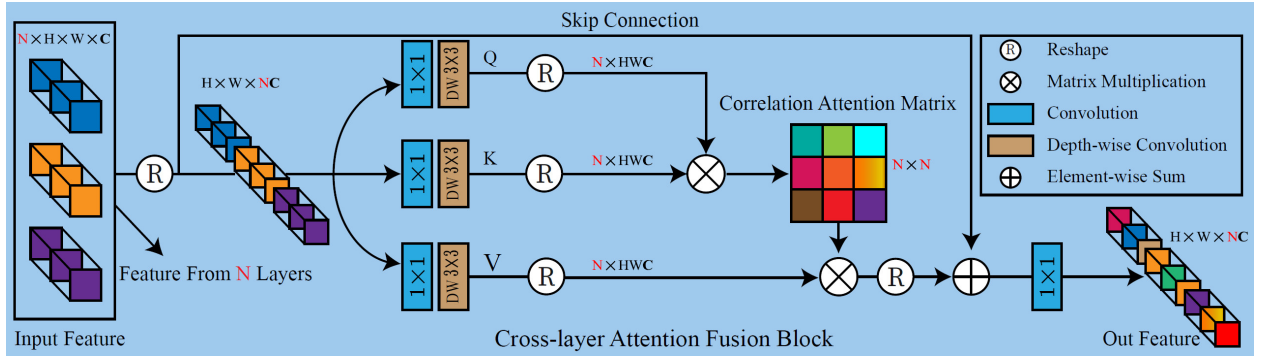 Skip Connection
N×H×W×C
H×W×NC
1×1
DW 3X3
Q
R
N×HWC
Correlation Attention Matrix
R
Reshape
Matrix Multiplication
Convolution
Depth-wise Convolution
Element-wise Sum
R
1×1
DW 3X3
K
R
N×HWC
N×N
Feature From N Layers
1×1
DW 3X3
V
R
N×HWC
R
1×1
H×W×NC
Input Feature
Cross-layer Attention Fusion Block
Out Feature